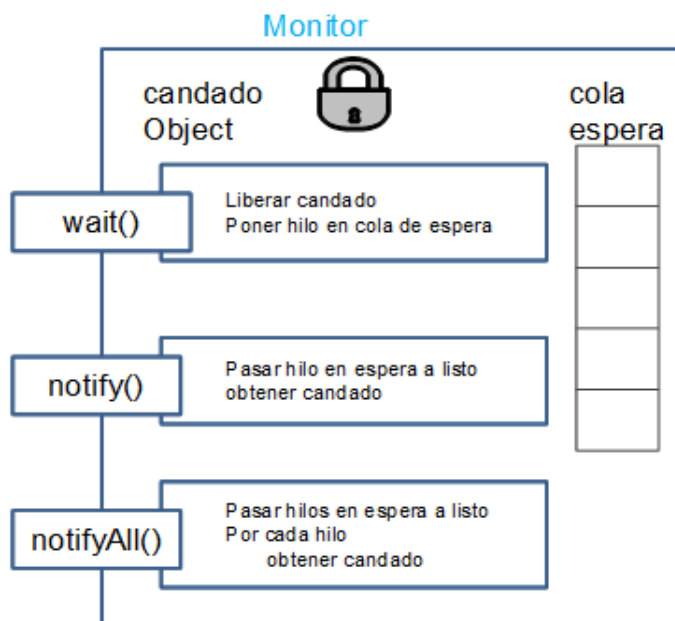 Monitor
candado
Object
cola
espera
wait()
Liberar candado
Poner hilo en cola de espera
notify()
Pasar hilo en espera a listo
obtener candado
notifyAll()
Pasar hilos en espera a listo
Por cada hilo
obtener candado